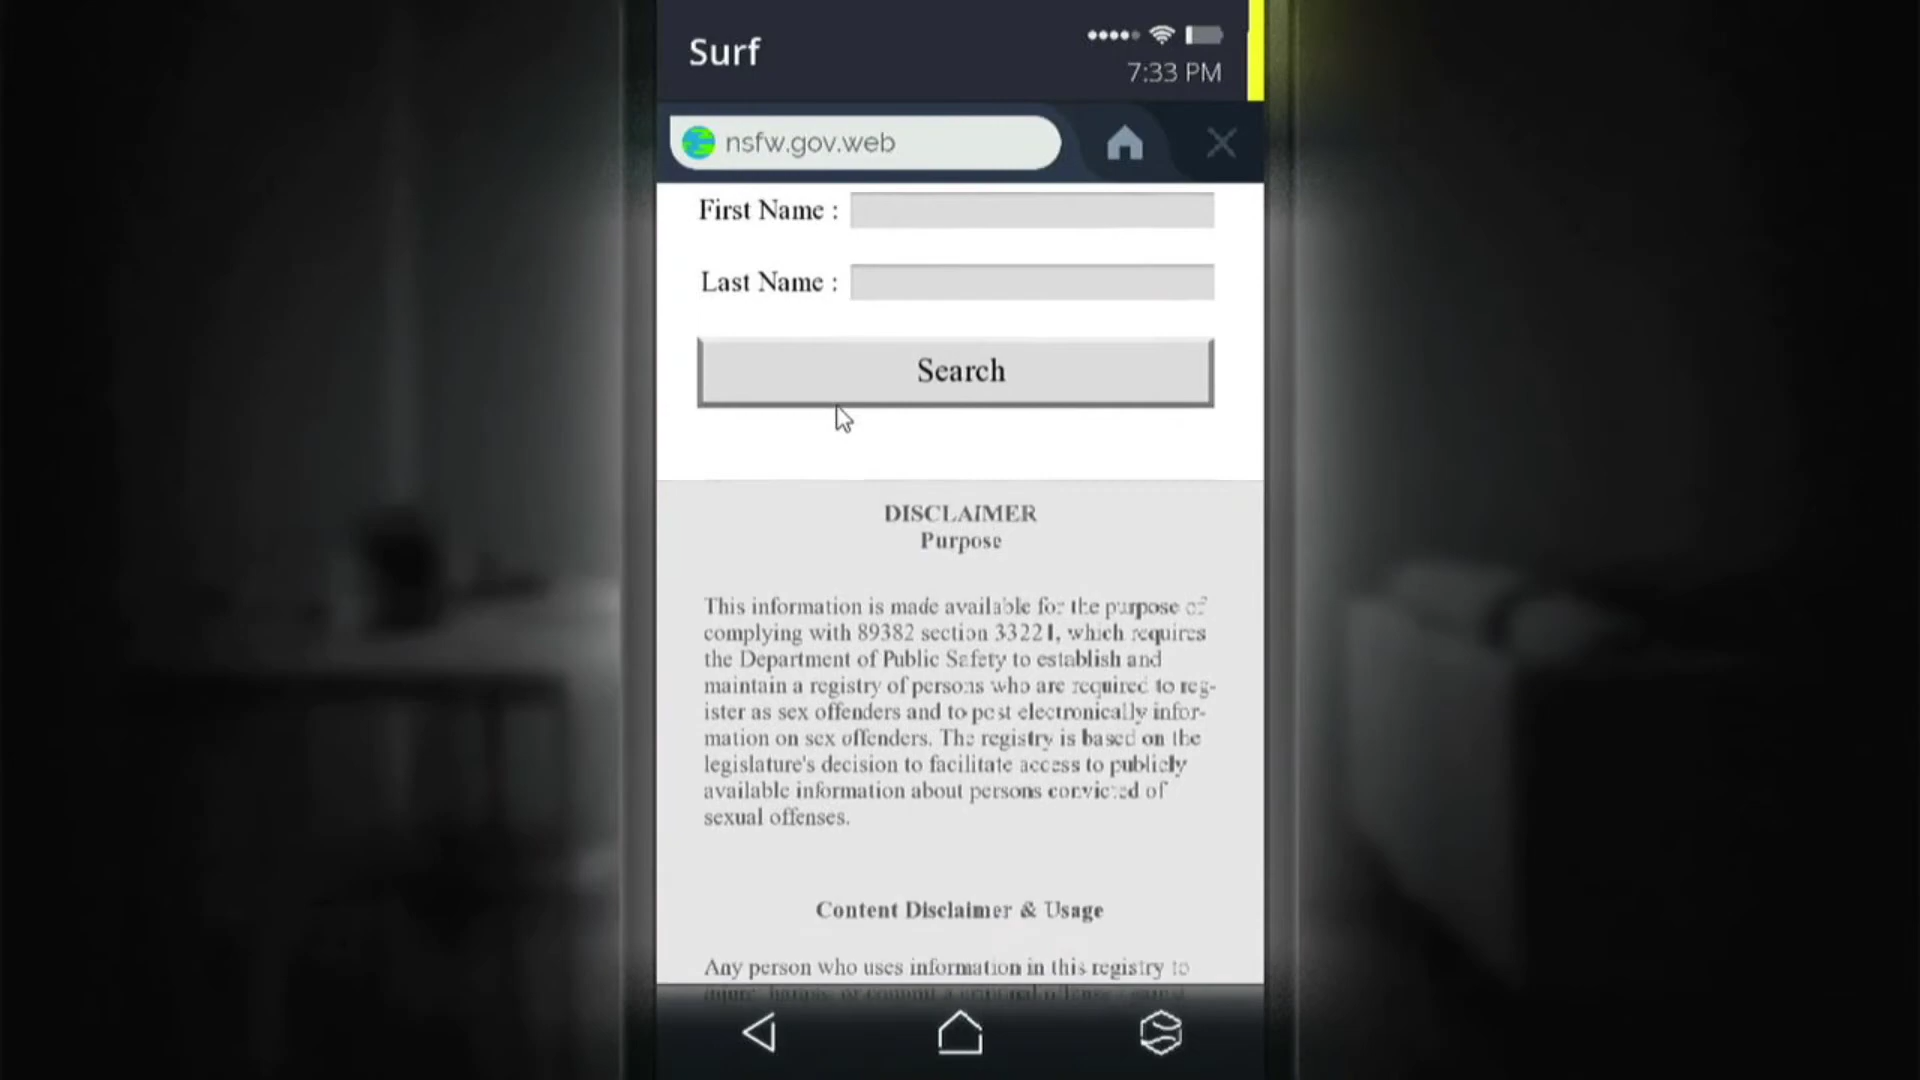 Surf
7:33 PM
nsfw.gov.web
First Name :
Last Name :
Search
DISCLAIMER
Purpose
This information is made available for the purpose of
complying with 89382 section 33221, which requires
the Department of Public Safety to establish and
maintain a registry of persons who are required to reg-
ister as sex offenders and to post electronically infor-
mation on sex offenders. The registry is based on the
legislature's decision to facilitate access to publicly
available information about persons convicted of
sexual offenses.
Content Disclaimer & Usage
Any person who uses information in this registry to